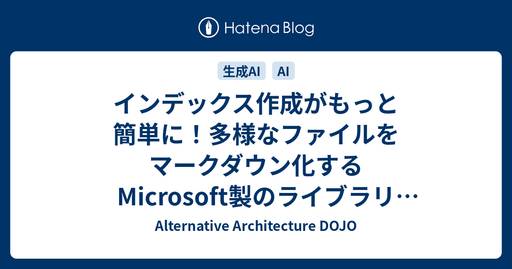 Hatena Blog
生成AI AI
インデックス作成がもっと
簡単に！多様なファイルを
マークダウン化する
Microsoft製のライブラリ…
Alternative Architecture DOJO